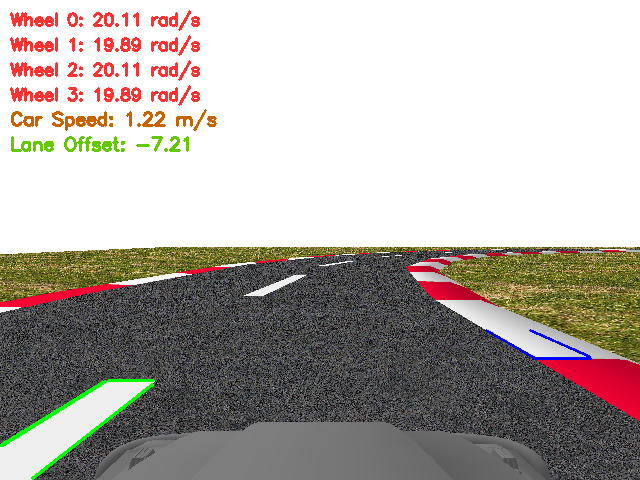 Wheel 0: 20.11 rad/s
Wheel 1: 19.89 rad/s
Wheel 2: 20.11 rad/s
Wheel 3: 19.89 rad/s
Car Speed: 1.22 m/s
Lane Offset: -7.21